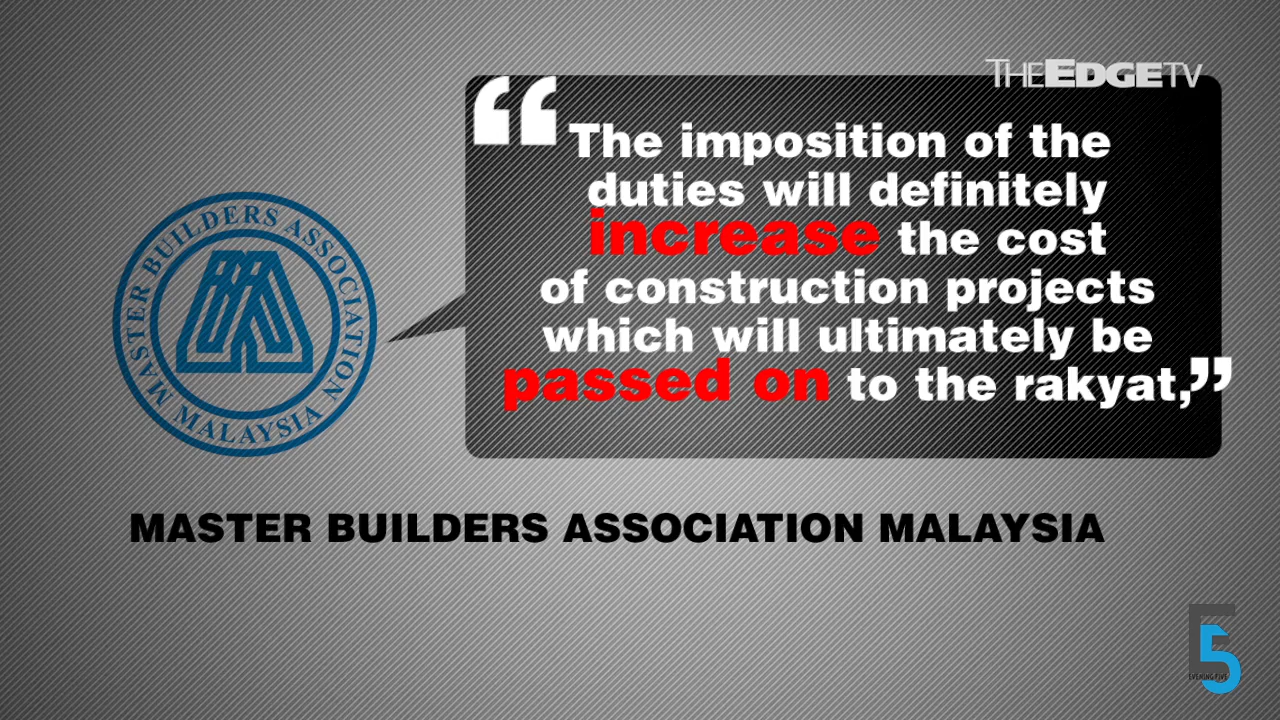 THEEDGETV
“The imposition of the
duties will definitely
increase the cost
of construction projects
which will ultimately be
passed on to the rakyat,”
MASTER BUILDERS ASSOCIATION MALAYSIA
MASTER BUILDERS ASSOCIATION MALAYSIA
E5
EVENING FIVE